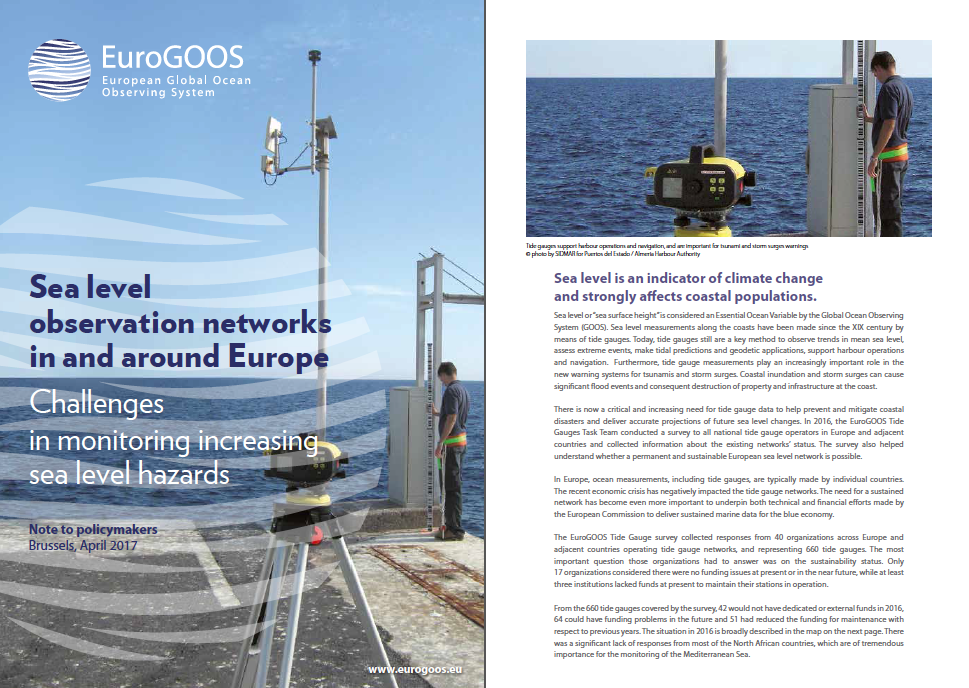 EuroGOOS
European Global Ocean
Observing System
Sea level
observation networks
in and around Europe
Challenges
in monitoring increasing
sea level hazards
Note to policymakers
Brussels, April 2017
www.eurogoos.eu
Tide gauges support harbour operations and navigation, and are important for tsunami and storm surges warnings
© photo by SIDMAR for Puertos del Estado / Almería Harbour Authority
Sea level is an indicator of climate change
and strongly affects coastal populations.
Sea level or “sea surface height” is considered an Essential Ocean Variable by the Global Ocean Observing
System (GOOS). Sea level measurements along the coasts have been made since the XIX century by
means of tide gauges. Today, tide gauges still are a key method to observe trends in mean sea level,
assess extreme events, make tidal predictions and geodetic applications, support harbour operations
and navigation. Furthermore, tide gauge measurements play an increasingly important role in the
new warning systems for tsunamis and storm surges. Coastal inundation and storm surges can cause
significant flood events and consequent destruction of property and infrastructure at the coast.
There is now a critical and increasing need for tide gauge data to help prevent and mitigate coastal
disasters and deliver accurate projections of future sea level changes. In 2016, the EuroGOOS Tide
Gauges Task Team conducted a survey to all national tide gauge operators in Europe and adjacent
countries and collected information about the existing networks’ status. The survey also helped
understand whether a permanent and sustainable European sea level network is possible.
In Europe, ocean measurements, including tide gauges, are typically made by individual countries.
The recent economic crisis has negatively impacted the tide gauge networks. The need for a sustained
network has become even more important to underpin both technical and financial efforts made by
the European Commission to deliver sustained marine data for the blue economy.
The EuroGOOS Tide Gauge survey collected responses from 40 organizations across Europe and
adjacent countries operating tide gauge networks, and representing 660 tide gauges. The most
important question those organizations had to answer was on the sustainability status. Only
17 organizations considered there were no funding issues at present or in the near future, while at least
three institutions lacked funds at present to maintain their stations in operation.
From the 660 tide gauges covered by the survey, 42 would not have dedicated or external funds in 2016,
64 could have funding problems in the future and 51 had reduced the funding for maintenance with
respect to previous years. The situation in 2016 is broadly described in the map on the next page. There
was a significant lack of responses from most of the North African countries, which are of tremendous
importance for the monitoring of the Mediterranean Sea.